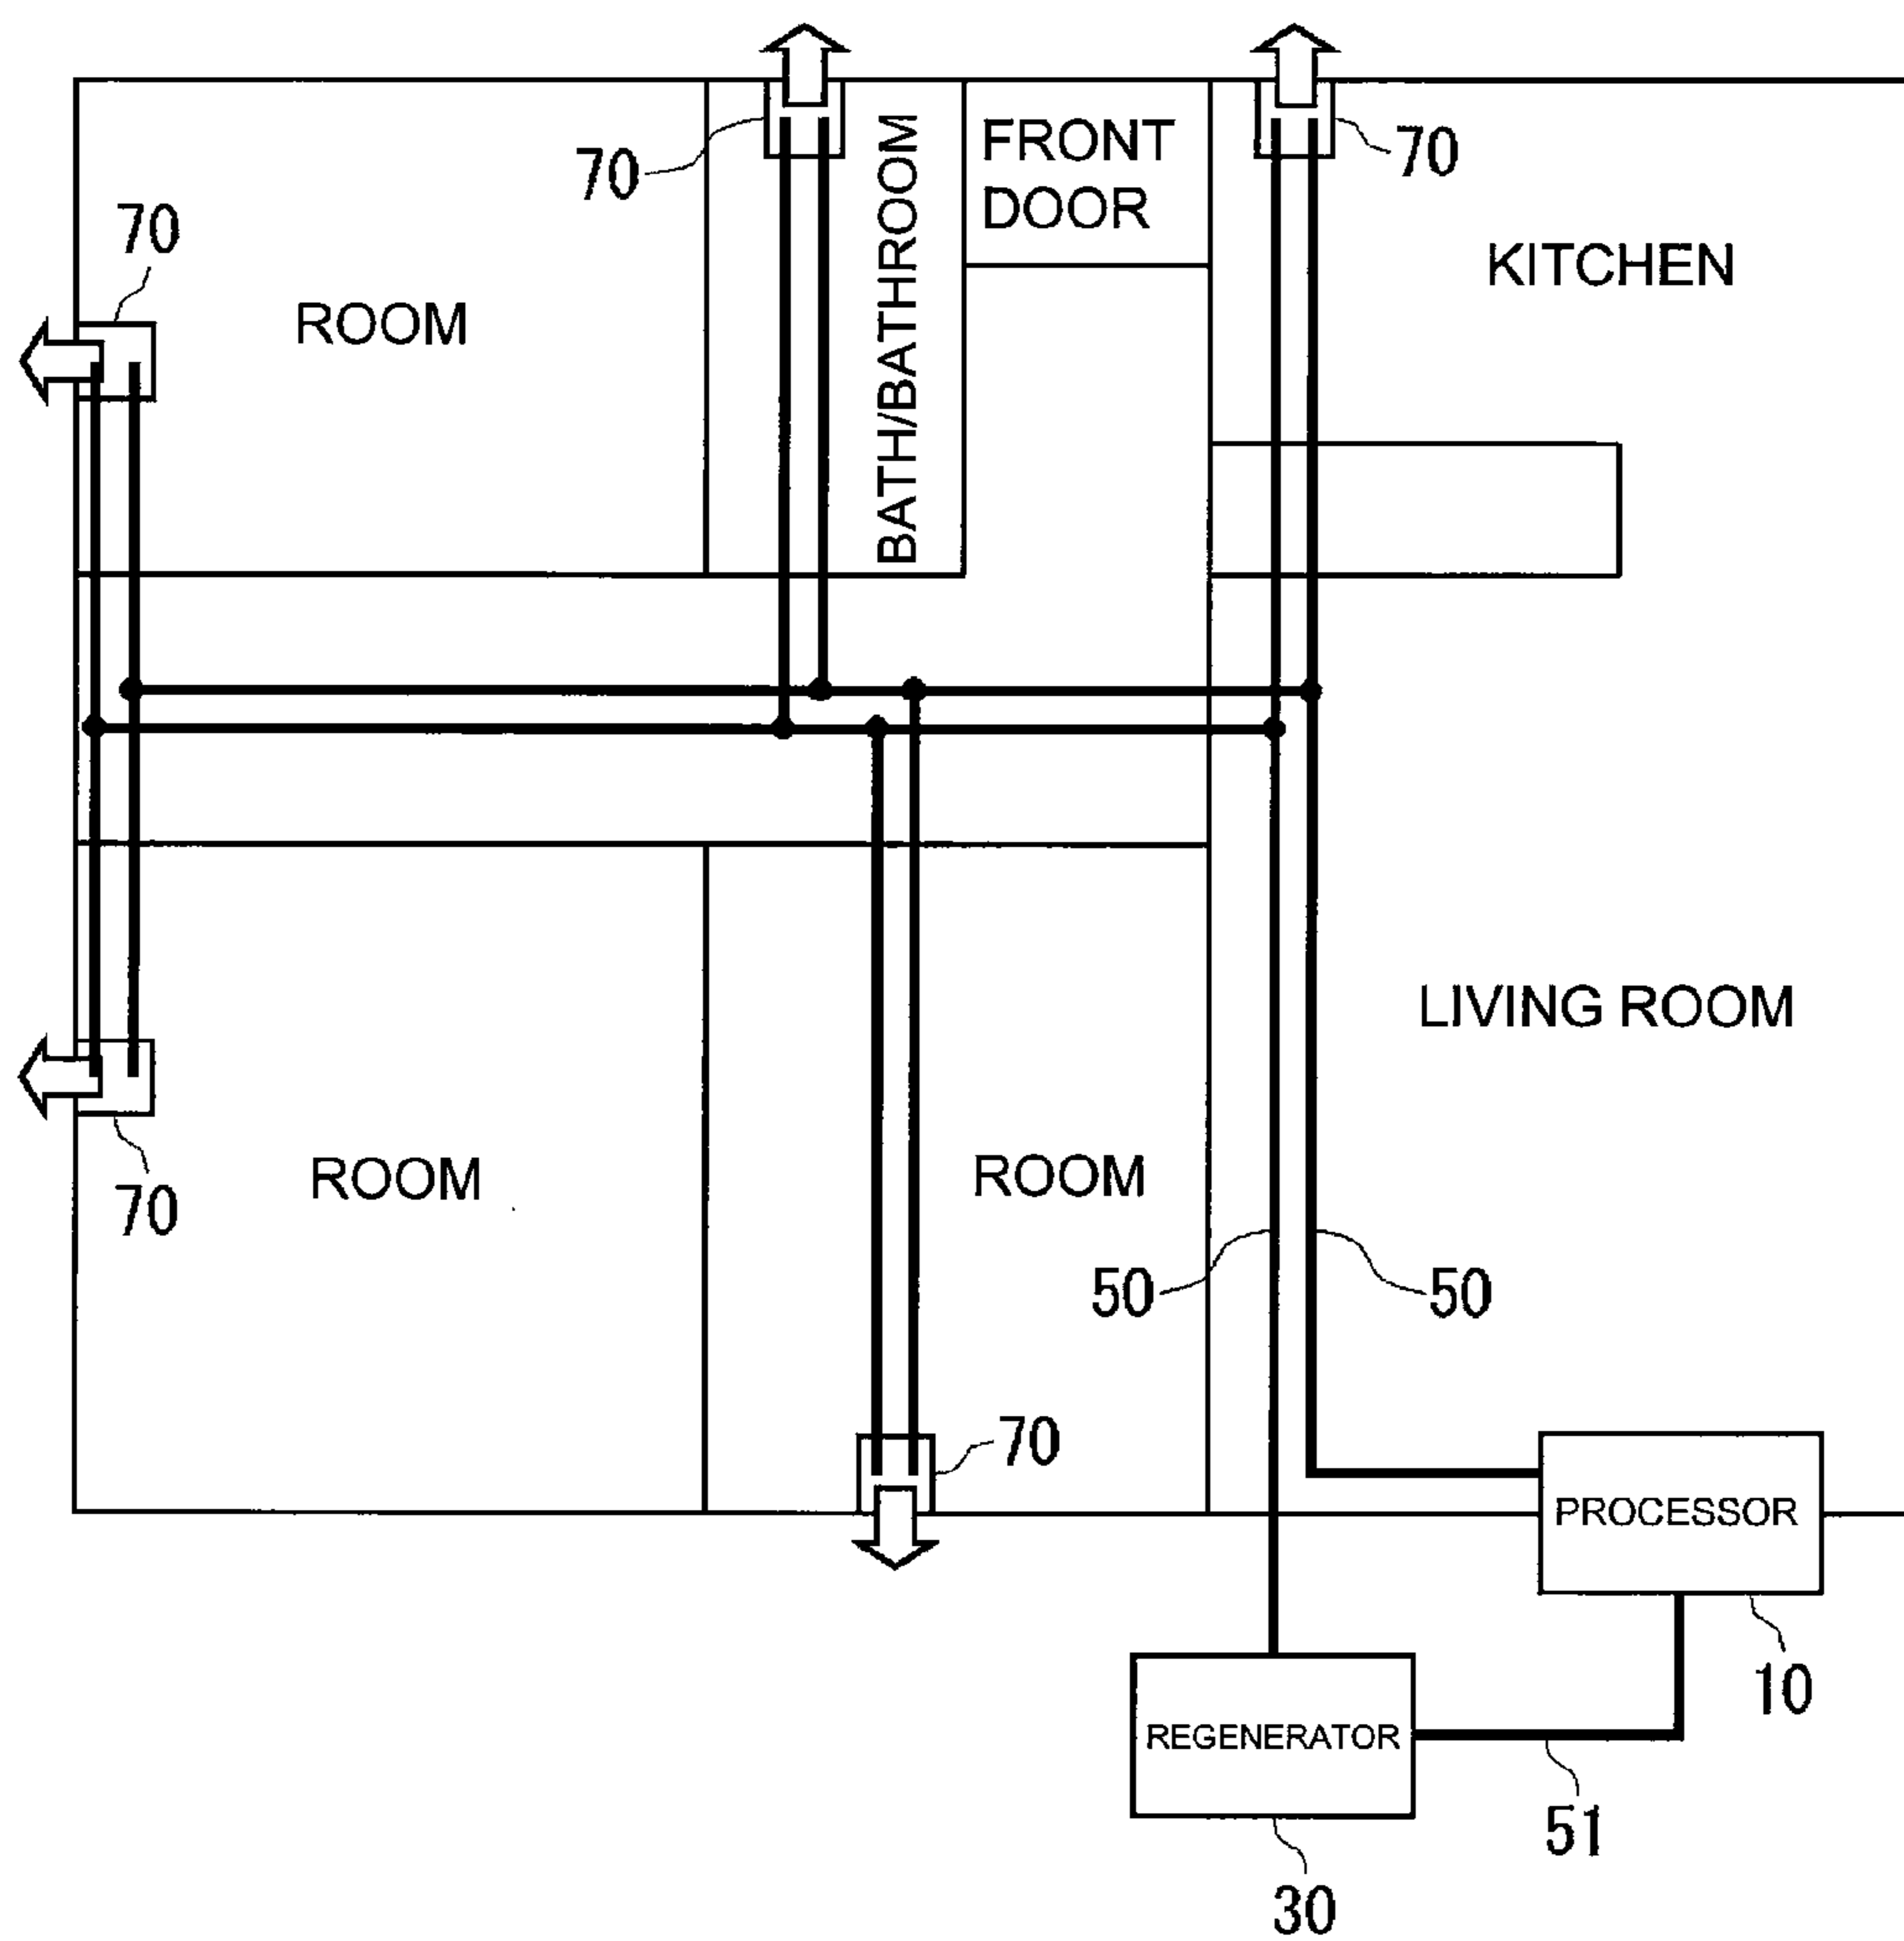 70
FRONT
DOOR
70
BATH/BATHROOM
KITCHEN
70
ROOM
LIVING ROOM
70
ROOM
ROOM
50
50
70
PROCESSOR
10
REGENERATOR
51
30